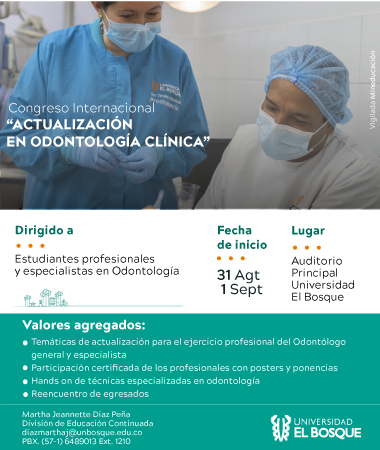 Vigilada Mineducación
UNIVERSIDAD
EL BOSQUE
Congreso Internacional
“ACTUALIZACIÓN
EN ODONTOLOGÍA CLÍNICA”
Dirigido a
Estudiantes profesionales
y especialistas en Odontología
Fecha
de inicio
31 Agt
1 Sept
Lugar
Auditorio
Principal
Universidad
El Bosque
Valores agregados:
Temáticas de actualización para el ejercicio profesional del Odontólogo
general y especialista
Participación certificada de los profesionales con posters y ponencias
Hands on de técnicas especializadas en odontología
Reencuentro de egresados
Martha Jeannette Diaz Peña
División de Educación Continuada
diazmarthaj@unbosque.edu.co
PBX. (57-1) 6489013 Ext. 1210
UNIVERSIDAD
EL BOSQUE